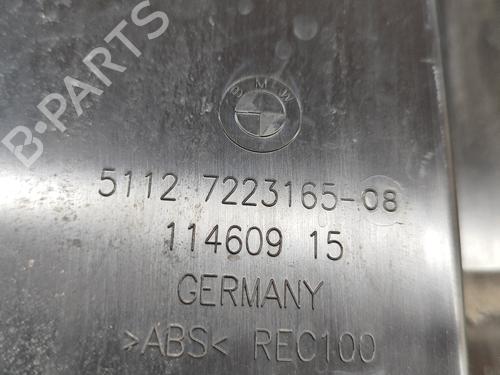 B-PARTS
BMW
5112 7223165-08
114609 15
GERMANY
>ABS< REC100